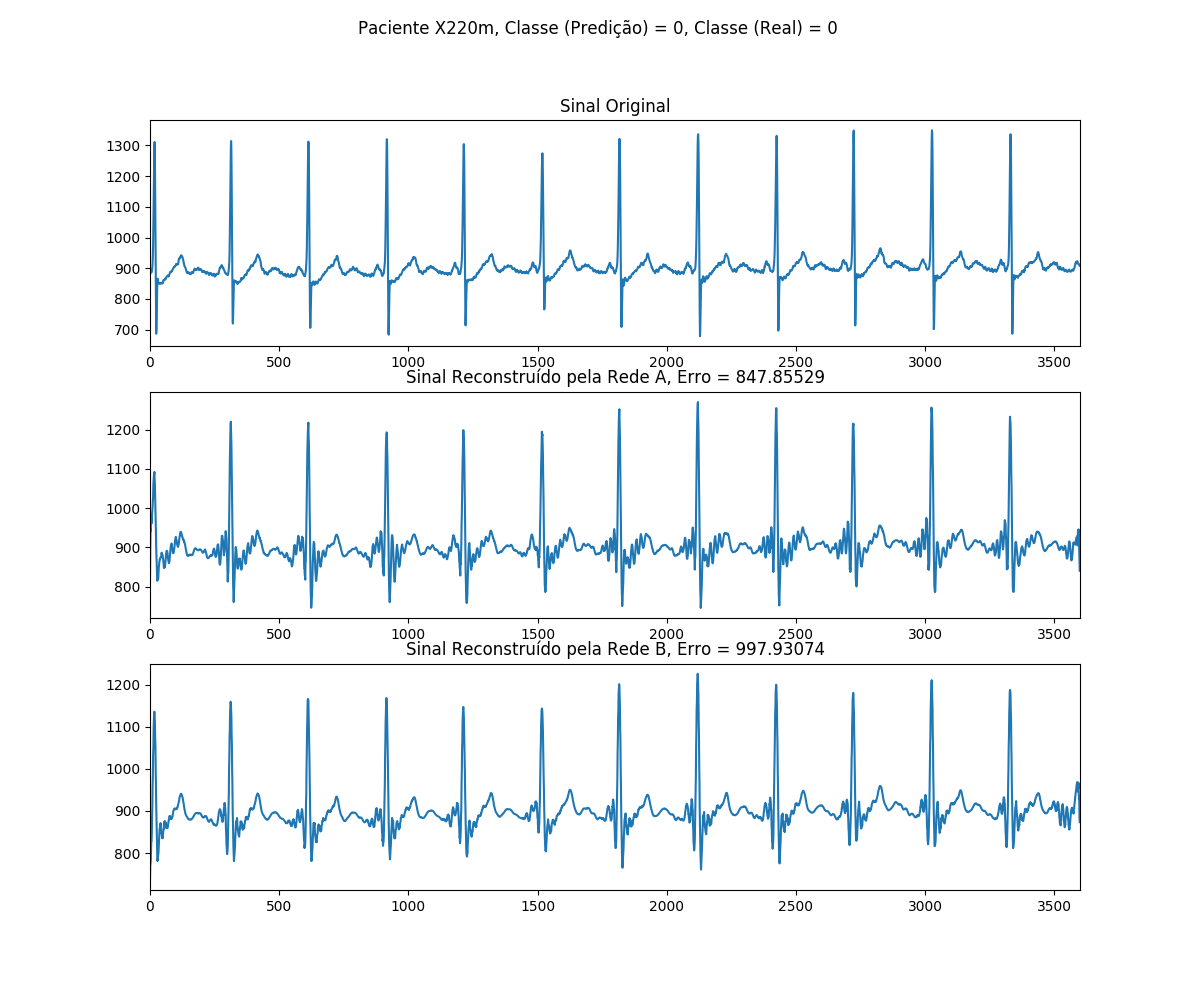 Paciente X220m, Classe (Predição) = 0, Classe (Real) = 0
Sinal Original
1300
1200
1100
1000
900
800
700
0 500 1000 1500 2000 2500 3000 3500
Sinal Reconstruído pela Rede A, Erro = 847.85529
1200
1100
1000
900
800
0 500 1000 1500 2000 2500 3000 3500
Sinal Reconstruído pela Rede B, Erro = 997.93074
1200
1100
1000
900
800
0 500 1000 1500 2000 2500 3000 3500